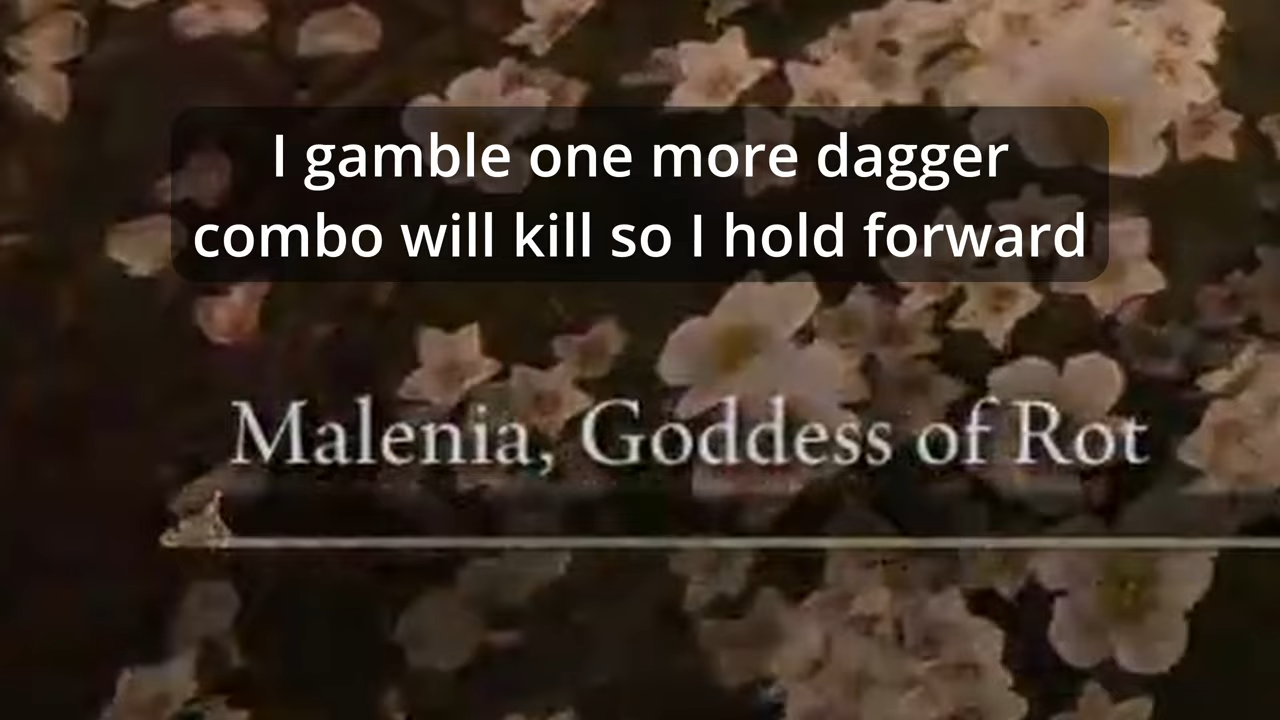 I gamble one more dagger
combo will kill so I hold forward
Malenia, Goddess of Rot